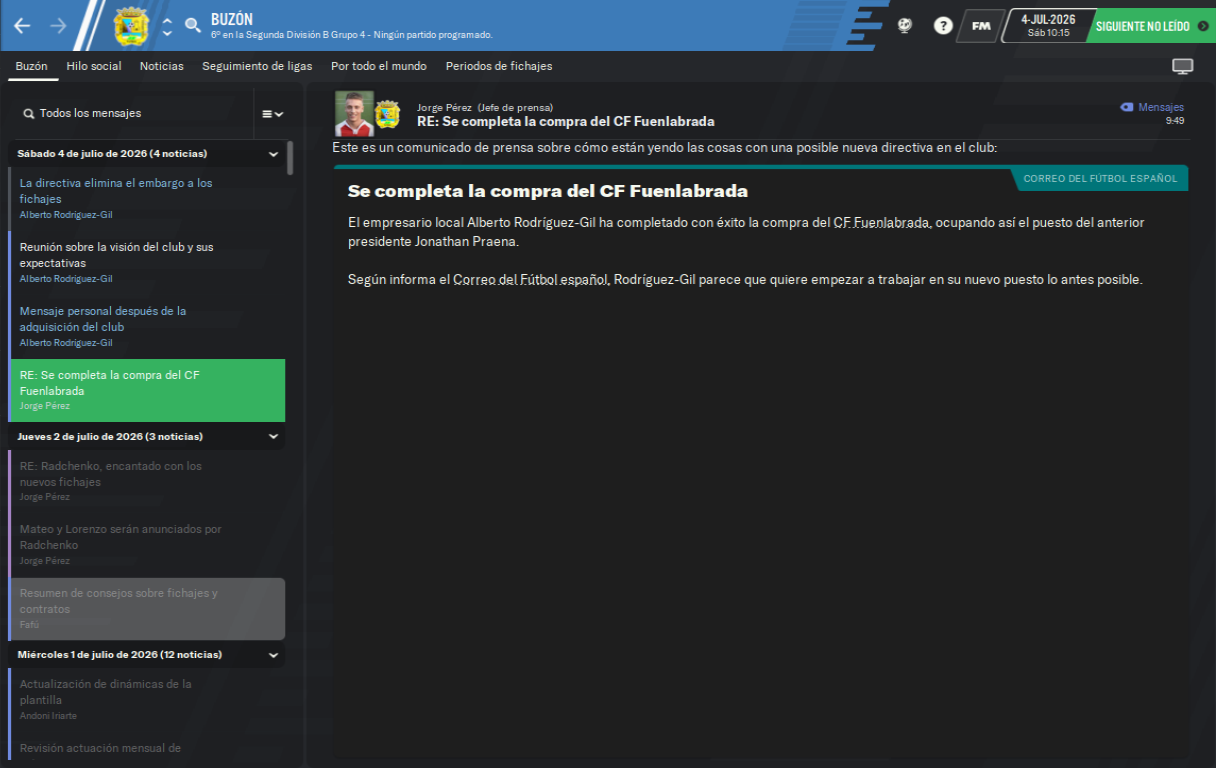 BUZÓN
6º en la Segunda División B Grupo 4 - Ningún partido programado.
?
FM
4-JUL-2026
Sáb 10:15
SIGUIENTE NO LEÍDO
Buzón
Hilo social
Noticias
Seguimiento de ligas
Por todo el mundo
Periodos de fichajes
Todos los mensajes
Sábado 4 de julio de 2026 (4 noticias)
La directiva elimina el embargo a los
fichajes
Alberto Rodríguez-Gil
Reunión sobre la visión del club y sus
expectativas
Alberto Rodríguez-Gil
Mensaje personal después de la
adquisición del club
Alberto Rodríguez-Gil
RE: Se completa la compra del CF
Fuenlabrada
Jorge Pérez
Jueves 2 de julio de 2026 (3 noticias)
RE: Radchenko, encantado con los
nuevos fichajes
Jorge Pérez
Mateo y Lorenzo serán anunciados por
Radchenko
Jorge Pérez
Resumen de consejos sobre fichajes y
contratos
Fafú
Miércoles 1 de julio de 2026 (12 noticias)
Actualización de dinámicas de la
plantilla
Andoni Iriarte
Revisión actuación mensual de
Jorge Pérez (Jefe de prensa)
RE: Se completa la compra del CF Fuenlabrada
Mensajes
9:49
Este es un comunicado de prensa sobre cómo están yendo las cosas con una posible nueva directiva en el club:
CORREO DEL FÚTBOL ESPAÑOL
Se completa la compra del CF Fuenlabrada
El empresario local Alberto Rodríguez-Gil ha completado con éxito la compra del CF Fuenlabrada, ocupando así el puesto del anterior
presidente Jonathan Praena.
Según informa el Correo del Fútbol español, Rodríguez-Gil parece que quiere empezar a trabajar en su nuevo puesto lo antes posible.